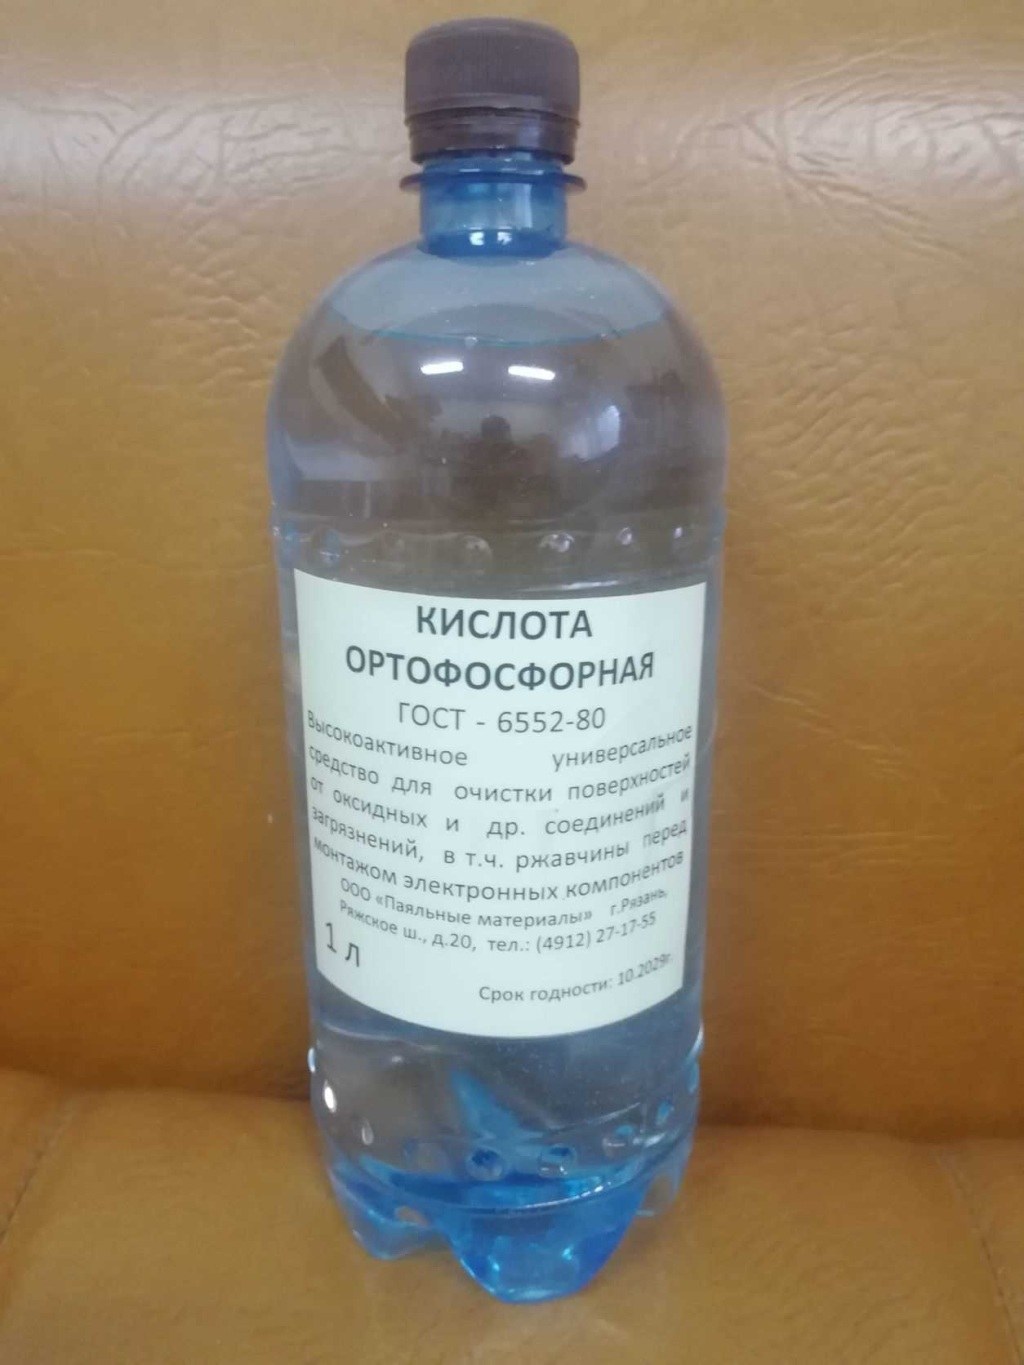 КИСЛОТА
ОРТОФОСФОРНАЯ
ГОСТ - 6552-80
Высокоактивное универсальное
средство для очистки поверхностей
от оксидных и др. соединений и
загрязнений, в т.ч. ржавчины перед
монтажом электронных компонентов
ООО «Паяльные материалы» г.Рязань,
Ряжское ш., д.20, тел.: (4912) 27-17-55
1 л
Срок годности: 10.2029г.